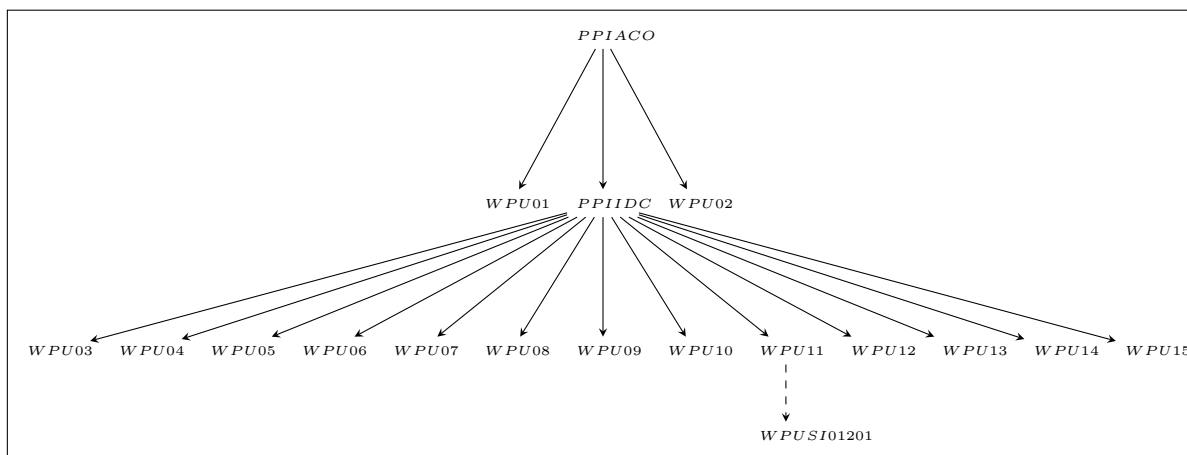 PPIACO
WPU01 PPIIDC WPU02
WPU03 WPU04 WPU05 WPU06 WPU07 WPU08 WPU09 WPU10 WPU11 WPU12 WPU13 WPU14 WPU15
WPUSI01201